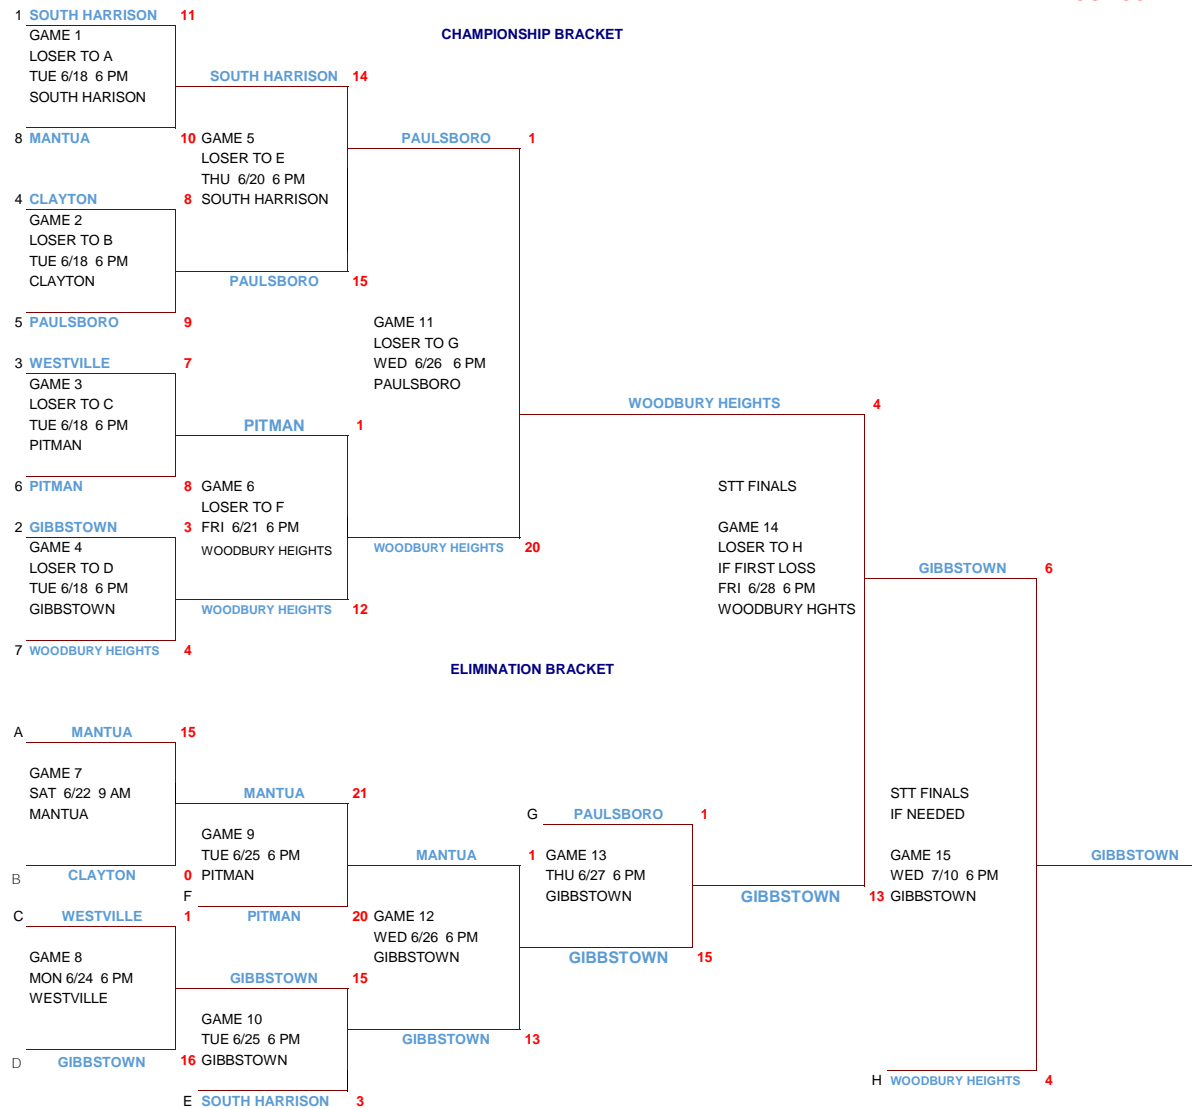 1 SOUTH HARRISON 11
GAME 1
LOSER TO A
TUE 6/18 6 PM
SOUTH HARISON
8 MANTUA 10
CHAMPIONSHIP BRACKET
SOUTH HARRISON 14
GAME 5
LOSER TO E
THU 6/20 6 PM
SOUTH HARRISON
4 CLAYTON 8
GAME 2
LOSER TO B
TUE 6/18 6 PM
CLAYTON
5 PAULSBORO 9
PAULSBORO 15
PAULSBORO 1
GAME 11
LOSER TO G
WED 6/26 6 PM
PAULSBORO
3 WESTVILLE 7
GAME 3
LOSER TO C
TUE 6/18 6 PM
PITMAN
6 PITMAN 8
PITMAN 1
GAME 6
LOSER TO F
FRI 6/21 6 PM
WOODBURY HEIGHTS
2 GIBBSTOWN 3
GAME 4
LOSER TO D
TUE 6/18 6 PM
GIBBSTOWN
7 WOODBURY HEIGHTS 4
WOODBURY HEIGHTS 12
WOODBURY HEIGHTS 20
WOODBURY HEIGHTS 4
STT FINALS
GAME 14
LOSER TO H
IF FIRST LOSS
FRI 6/28 6 PM
WOODBURY HGHTS
GIBBSTOWN 6
ELIMINATION BRACKET
A MANTUA 15
GAME 7
SAT 6/22 9 AM
MANTUA
B CLAYTON 0
MANTUA 21
GAME 9
TUE 6/25 6 PM
PITMAN
F
PITMAN 20
C WESTVILLE 1
GAME 8
MON 6/24 6 PM
WESTVILLE
D GIBBSTOWN 16
GIBBSTOWN 15
GAME 10
TUE 6/25 6 PM
GIBBSTOWN
E SOUTH HARRISON 3
MANTUA 1
GAME 12
WED 6/26 6 PM
GIBBSTOWN
GIBBSTOWN 13
G PAULSBORO 1
GAME 13
THU 6/27 6 PM
GIBBSTOWN
GIBBSTOWN 15
GIBBSTOWN 13
STT FINALS
IF NEEDED
GAME 15
WED 7/10 6 PM
GIBBSTOWN
GIBBSTOWN
H WOODBURY HEIGHTS 4